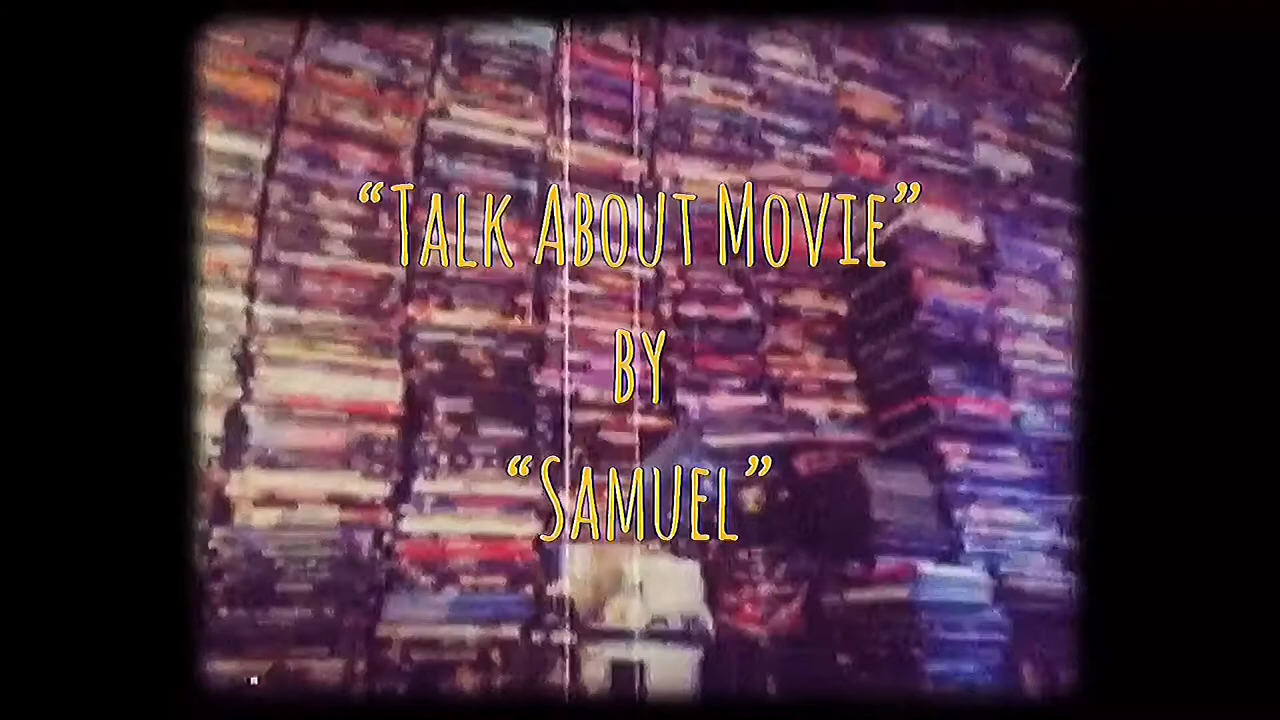 “Talk About Movie”
by
“Samuel”